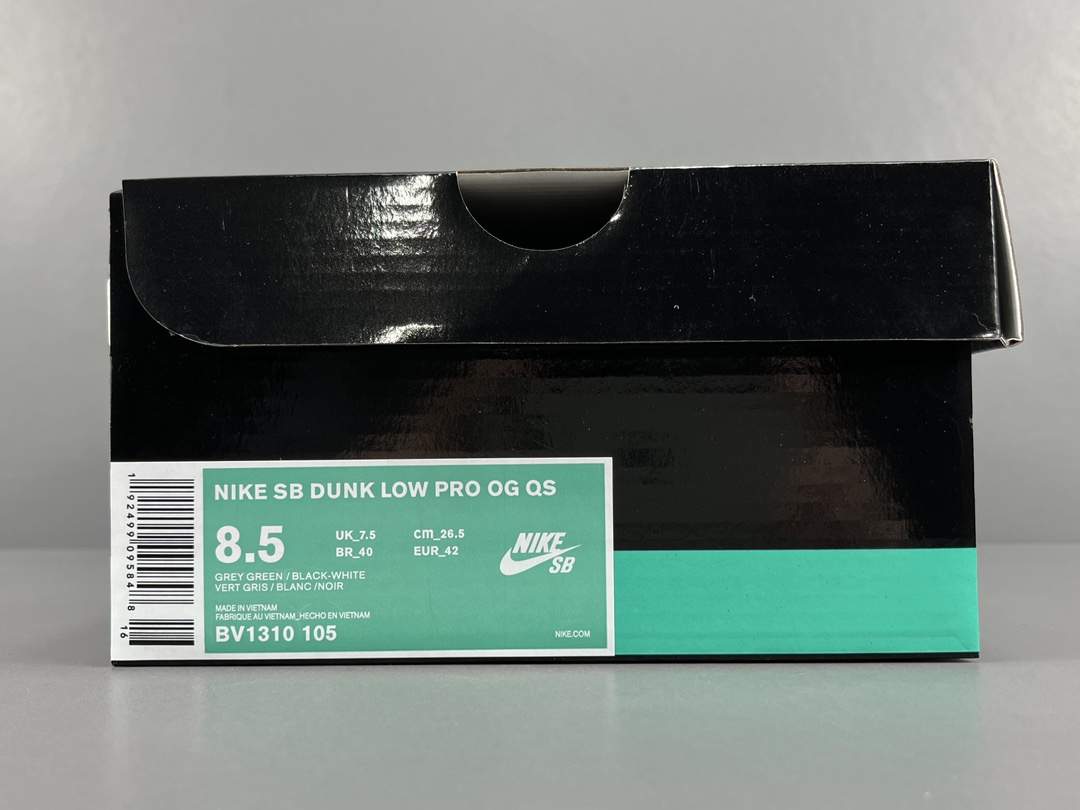 NIKE SB DUNK LOW PRO OG QS
8.5
UK_7.5 cm_26.5
BR_40 EUR_42
NIKE
SB
GREY GREEN / BLACK-WHITE
VERT GRIS / BLANC /NOIR
MADE IN VIETNAM
FABRIQUE AU VIETNAM_HECHO EN VIETNAM
BV1310 105
NIKE.COM
1 92499 09584 8
16